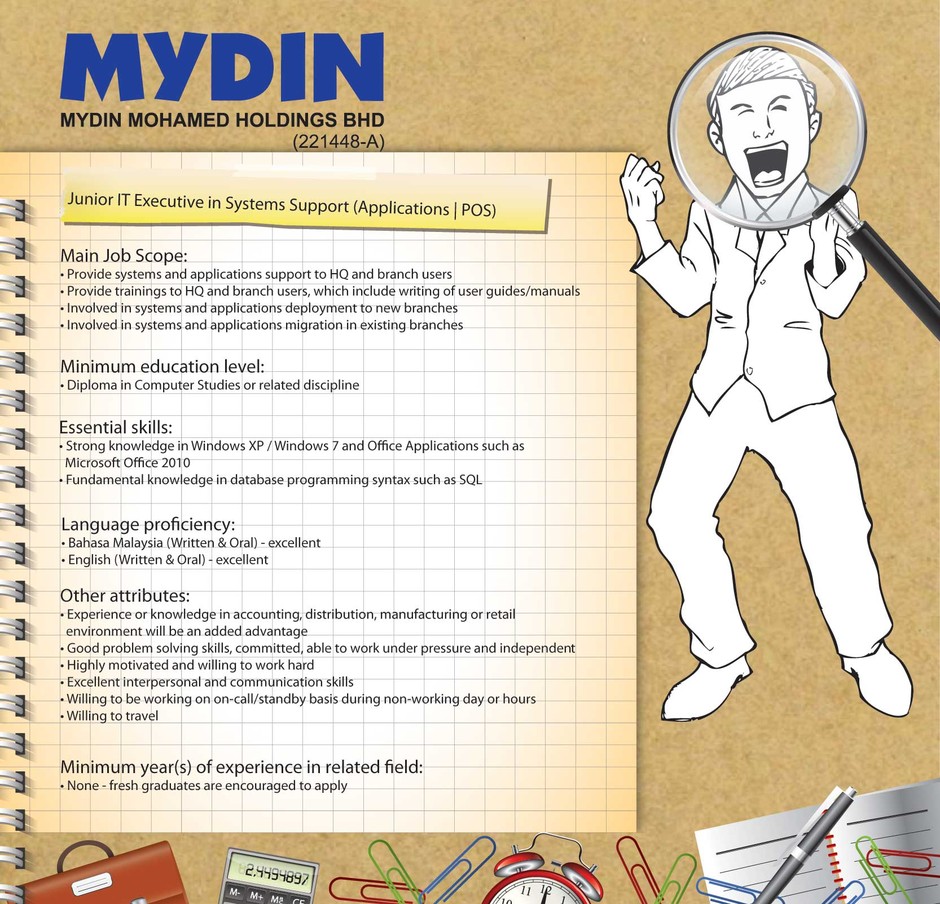 MYDIN
MYDIN MOHAMED HOLDINGS BHD
(221448-A)
Junior IT Executive in Systems Support (Applications | POS)
Main Job Scope:
• Provide systems and applications support to HQ and branch users
• Provide trainings to HQ and branch users, which include writing of user guides/manuals
• Involved in systems and applications deployment to new branches
• Involved in systems and applications migration in existing branches
Minimum education level:
• Diploma in Computer Studies or related discipline
Essential skills:
• Strong knowledge in Windows XP / Windows 7 and Office Applications such as
Microsoft Office 2010
• Fundamental knowledge in database programming syntax such as SQL
Language proficiency:
• Bahasa Malaysia (Written & Oral) - excellent
• English (Written & Oral) - excellent
Other attributes:
• Experience or knowledge in accounting, distribution, manufacturing or retail
environment will be an added advantage
• Good problem solving skills, committed, able to work under pressure and independent
• Highly motivated and willing to work hard
• Excellent interpersonal and communication skills
• Willing to be working on on-call/standby basis during non-working day or hours
• Willing to travel
Minimum year(s) of experience in related field:
• None - fresh graduates are encouraged to apply
2.4494897
M- M+
11 12 1